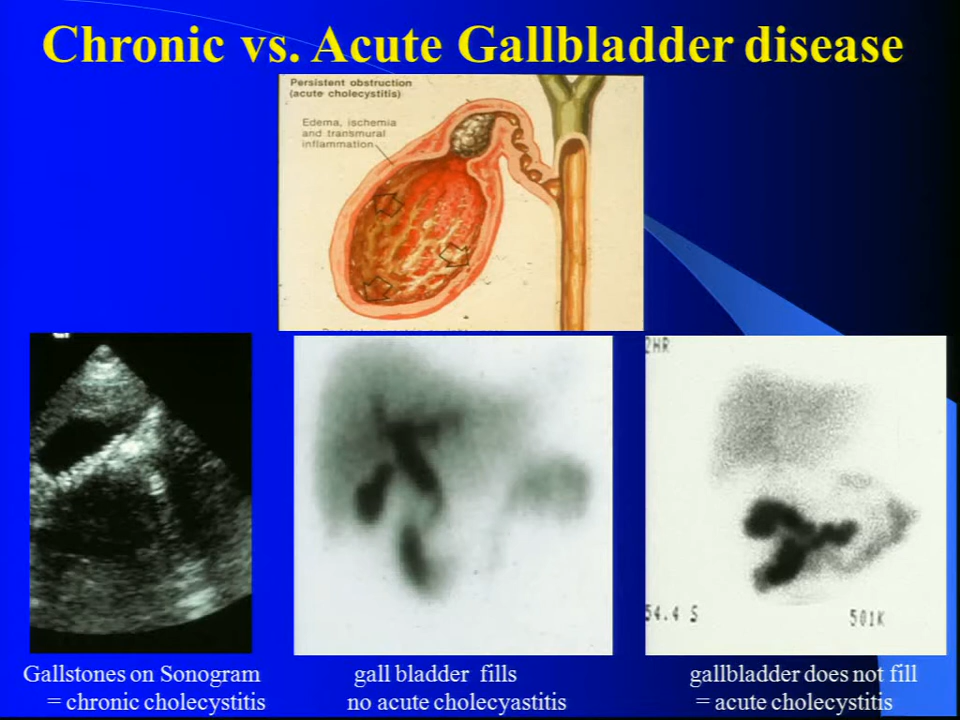 Chronic vs. Acute Gallbladder disease
Persistent obstruction
(acute cholecystitis)
Edema, ischemia
and transmural
inflammation
2HR
54.4 S 501K
Gallstones on Sonogram
= chronic cholecystitis
gall bladder fills
no acute cholecyastitis
gallbladder does not fill
= acute cholecystitis